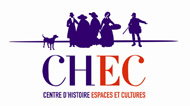 CHEC
CENTRE D'HISTOIRE ESPACES ET CULTURES